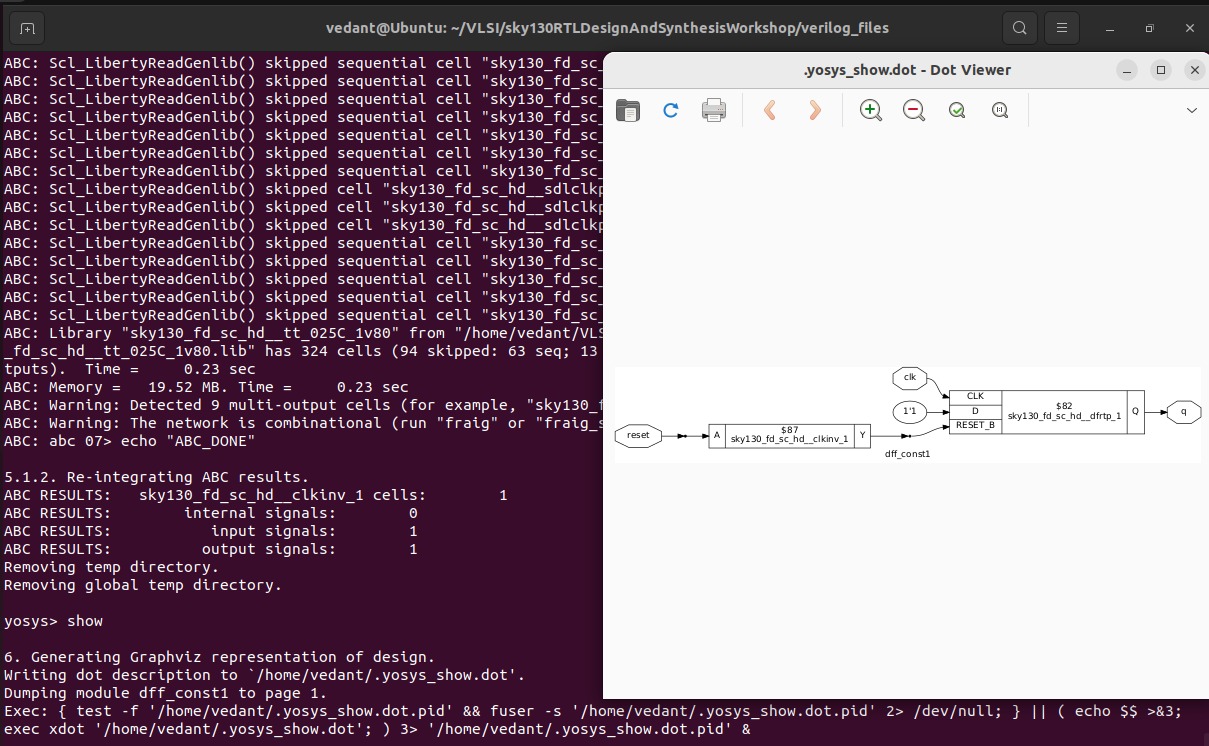 vedant@Ubuntu: ~/VLSI/sky130RTLDesignAndSynthesisWorkshop/verilog_files
ABC: Scl_LibertyReadGenlib() skipped sequential cell "sky130_fd_sc_
ABC: Scl_LibertyReadGenlib() skipped sequential cell "sky130_fd_sc_
ABC: Scl_LibertyReadGenlib() skipped sequential cell "sky130_fd_sc_
ABC: Scl_LibertyReadGenlib() skipped sequential cell "sky130_fd_sc_
ABC: Scl_LibertyReadGenlib() skipped sequential cell "sky130_fd_sc_
ABC: Scl_LibertyReadGenlib() skipped sequential cell "sky130_fd_sc_
ABC: Scl_LibertyReadGenlib() skipped sequential cell "sky130_fd_sc_
ABC: Scl_LibertyReadGenlib() skipped cell "sky130_fd_sc_hd__sdlclkp
ABC: Scl_LibertyReadGenlib() skipped cell "sky130_fd_sc_hd__sdlclkp
ABC: Scl_LibertyReadGenlib() skipped cell "sky130_fd_sc_hd__sdlclkp
ABC: Scl_LibertyReadGenlib() skipped sequential cell "sky130_fd_sc_
ABC: Scl_LibertyReadGenlib() skipped sequential cell "sky130_fd_sc_
ABC: Scl_LibertyReadGenlib() skipped sequential cell "sky130_fd_sc_
ABC: Scl_LibertyReadGenlib() skipped sequential cell "sky130_fd_sc_
ABC: Scl_LibertyReadGenlib() skipped sequential cell "sky130_fd_sc_
ABC: Library "sky130_fd_sc_hd__tt_025C_1v80" from "/home/vedant/VLS
_fd_sc_hd__tt_025C_1v80.lib" has 324 cells (94 skipped: 63 seq; 13
tputs).  Time =     0.23 sec
ABC: Memory =   19.52 MB. Time =     0.23 sec
ABC: Warning: Detected 9 multi-output cells (for example, "sky130_f
ABC: Warning: The network is combinational (run "fraig" or "fraig_s
ABC: abc 07> echo "ABC_DONE"
5.1.2. Re-integrating ABC results.
ABC RESULTS:   sky130_fd_sc_hd__clkinv_1 cells:        1
ABC RESULTS:        internal signals:        0
ABC RESULTS:           input signals:        1
ABC RESULTS:          output signals:        1
Removing temp directory.
Removing global temp directory.
yosys> show
6. Generating Graphviz representation of design.
Writing dot description to `/home/vedant/.yosys_show.dot'.
Dumping module dff_const1 to page 1.
Exec: { test -f '/home/vedant/.yosys_show.dot.pid' && fuser -s '/home/vedant/.yosys_show.dot.pid' 2> /dev/null; } || ( echo $$ >&3;
exec xdot '/home/vedant/.yosys_show.dot'; ) 3> '/home/vedant/.yosys_show.dot.pid' &
.yosys_show.dot - Dot Viewer
clk
1'1
reset
A
$87
sky130_fd_sc_hd__clkinv_1
Y
CLK
D
RESET_B
$82
sky130_fd_sc_hd__dfrtp_1
Q
q
dff_const1